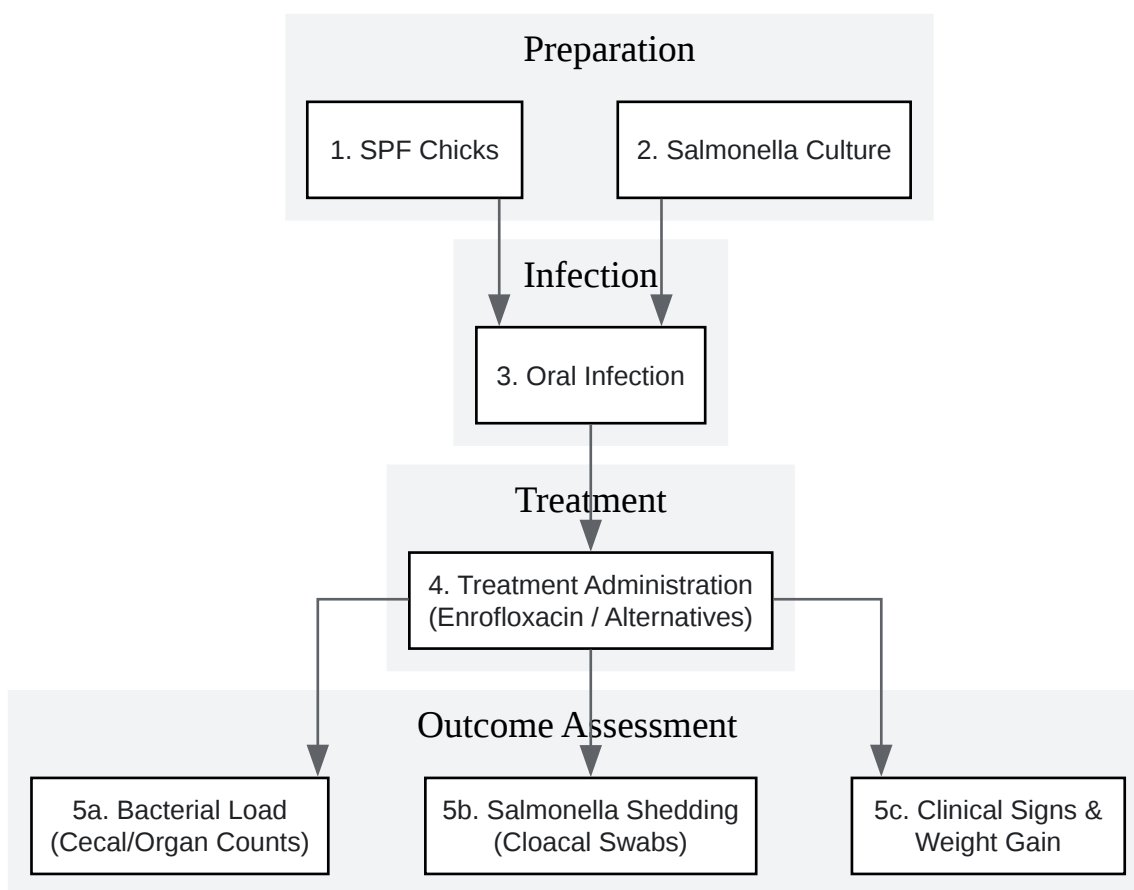 Preparation
1. SPF Chicks
2. Salmonella Culture
Infection
3. Oral Infection
Treatment
4. Treatment Administration
(Enrofloxacin / Alternatives)
Outcome Assessment
5a. Bacterial Load
(Cecal/Organ Counts)
5b. Salmonella Shedding
(Cloacal Swabs)
5c. Clinical Signs &
Weight Gain